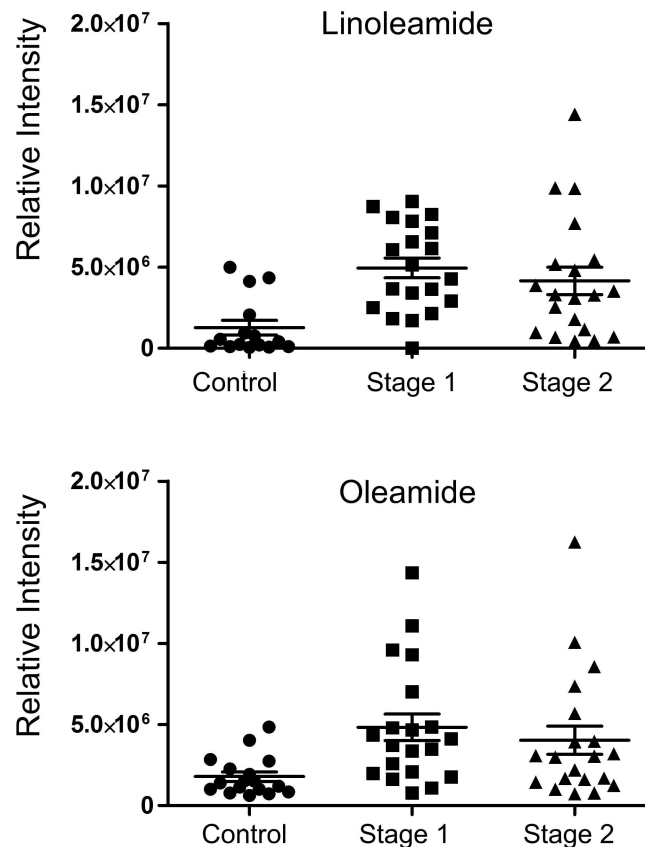 Linoleamide
Relative Intensity
2.0×10⁷
1.5×10⁷
1.0×10⁷
5.0×10⁶
0
Control Stage 1 Stage 2
Oleamide
Relative Intensity
2.0×10⁷
1.5×10⁷
1.0×10⁷
5.0×10⁶
0
Control Stage 1 Stage 2